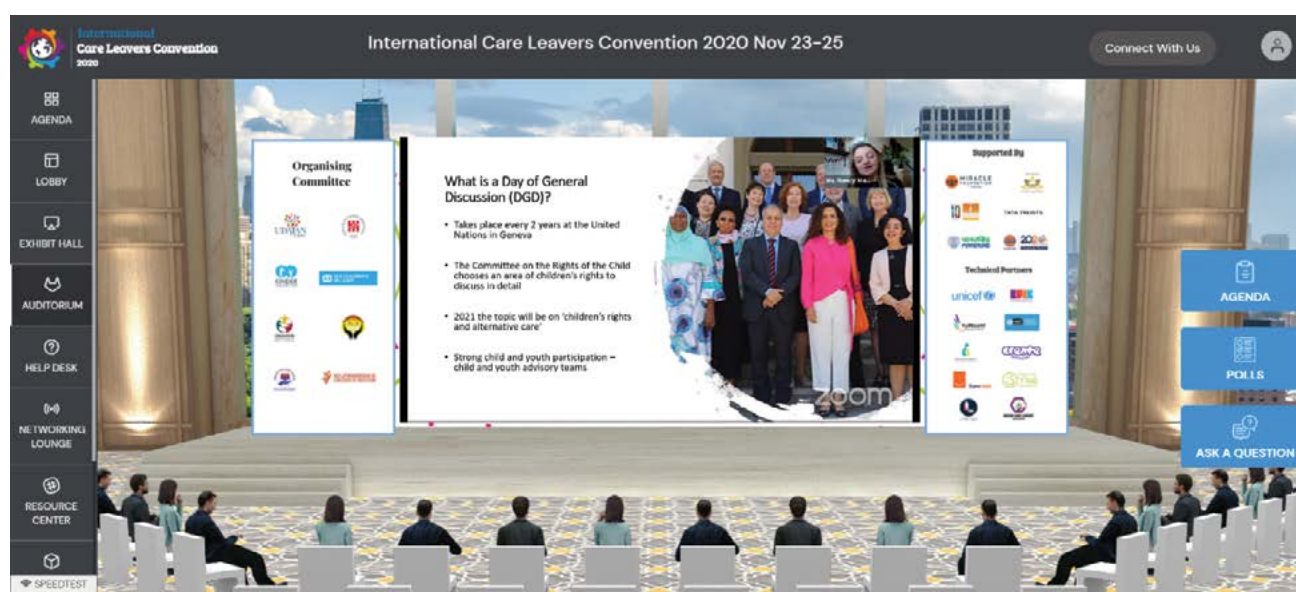 International
Care Leavers Convention
2020
International Care Leavers Convention 2020 Nov 23-25
Connect With Us
AGENDA
LOBBY
EXHIBIT HALL
AUDITORIUM
HELP DESK
NETWORKING
LOUNGE
RESOURCE
CENTER
SPEEDTEST
Organising
Committee
UDAYAN
What is a Day of General
Discussion (DGD)?
• Takes place every 2 years at the United
Nations in Geneva
• The Committee on the Rights of the Child
chooses an area of children's rights to
discuss in detail
• 2021 the topic will be on 'children's rights
and alternative care'
• Strong child and youth participation –
child and youth advisory teams
zoom
Supported By
MIRACLE
FOUNDATION
TATA TRUSTS
Technical Partners
unicef
AGENDA
POLLS
ASK A QUESTION